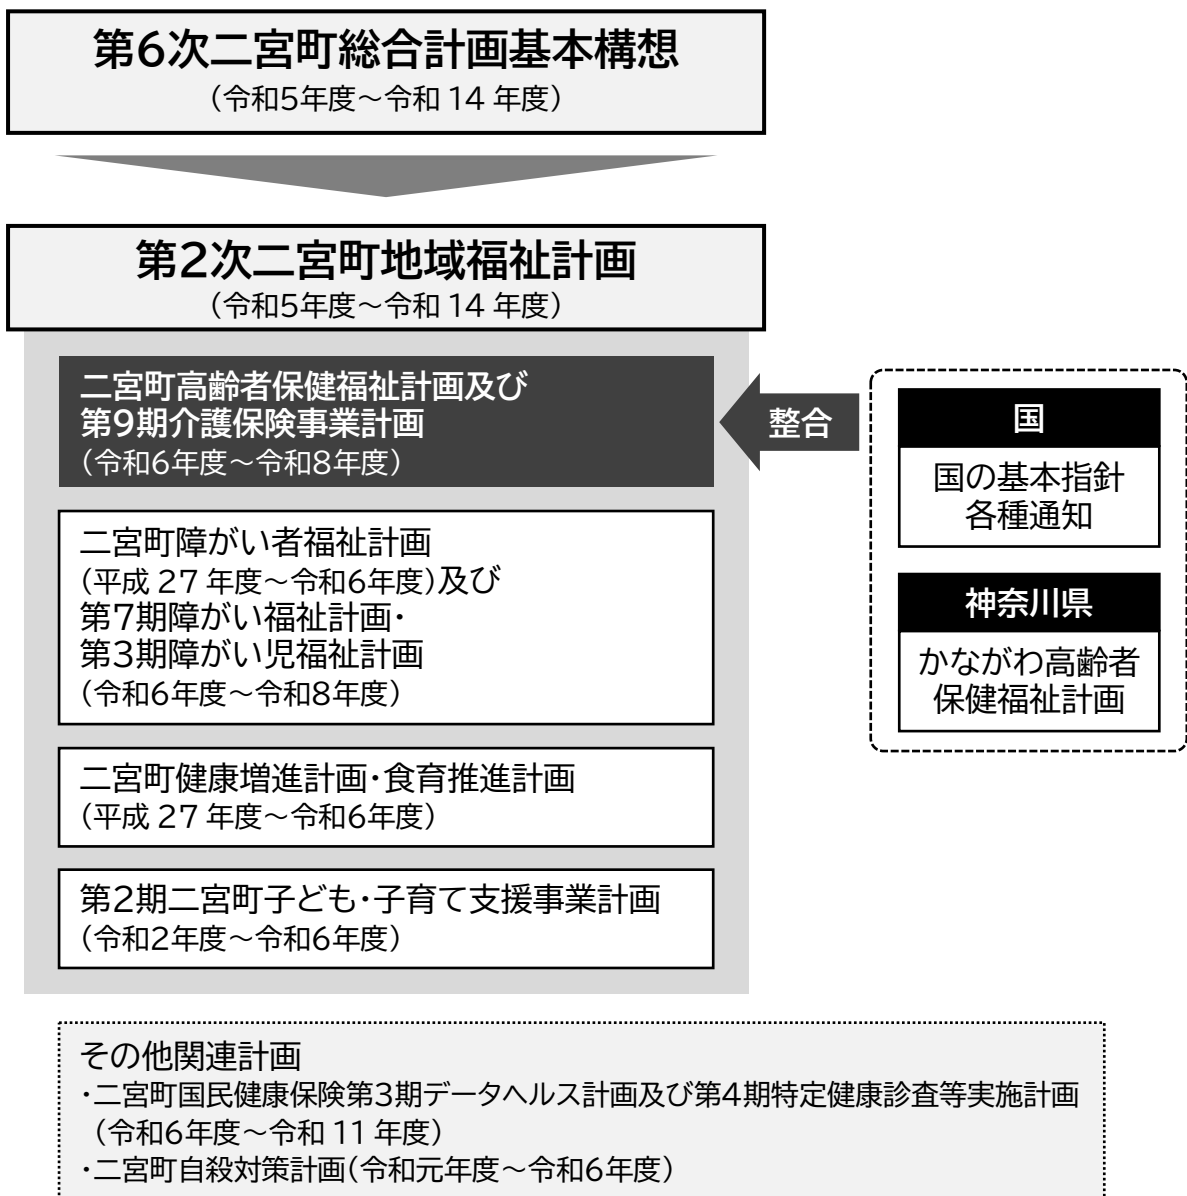 第6次二宮町総合計画基本構想
（令和5年度～令和 14 年度）
第2次二宮町地域福祉計画
（令和5年度～令和 14 年度）
二宮町高齢者保健福祉計画及び
第9期介護保険事業計画
（令和6年度～令和8年度）
整合
国
国の基本指針
各種通知
神奈川県
かながわ高齢者
保健福祉計画
二宮町障がい者福祉計画
（平成 27 年度～令和6年度）及び
第7期障がい福祉計画・
第3期障がい児福祉計画
（令和6年度～令和8年度）
二宮町健康増進計画・食育推進計画
（平成 27 年度～令和6年度）
第2期二宮町子ども・子育て支援事業計画
（令和2年度～令和6年度）
その他関連計画
・二宮町国民健康保険第3期データヘルス計画及び第4期特定健康診査等実施計画
（令和6年度～令和 11 年度）
・二宮町自殺対策計画（令和元年度～令和6年度）